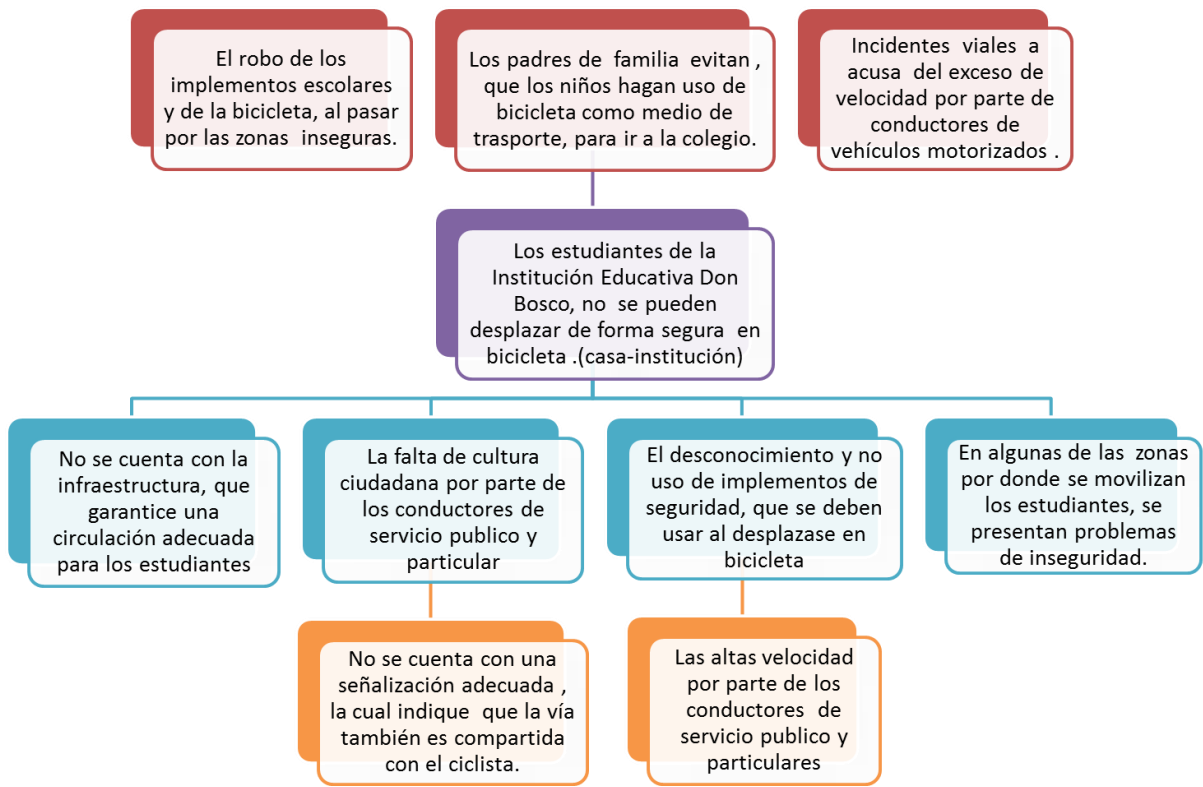 El robo de los
implementos escolares
y de la bicicleta, al pasar
por las zonas inseguras.
Los padres de familia evitan ,
que los niños hagan uso de
bicicleta como medio de
trasporte, para ir a la colegio.
Incidentes viales a
acusa del exceso de
velocidad por parte de
conductores de
vehículos motorizados .
Los estudiantes de la
Institución Educativa Don
Bosco, no se pueden
desplazar de forma segura en
bicicleta .(casa-institución)
No se cuenta con la
infraestructura, que
garantice una
circulación adecuada
para los estudiantes
La falta de cultura
ciudadana por parte de
los conductores de
servicio publico y
particular
El desconocimiento y no
uso de implementos de
seguridad, que se deben
usar al desplazase en
bicicleta
En algunas de las zonas
por donde se movilizan
los estudiantes, se
presentan problemas
de inseguridad.
No se cuenta con una
señalización adecuada ,
la cual indique que la vía
también es compartida
con el ciclista.
Las altas velocidad
por parte de los
conductores de
servicio publico y
particulares